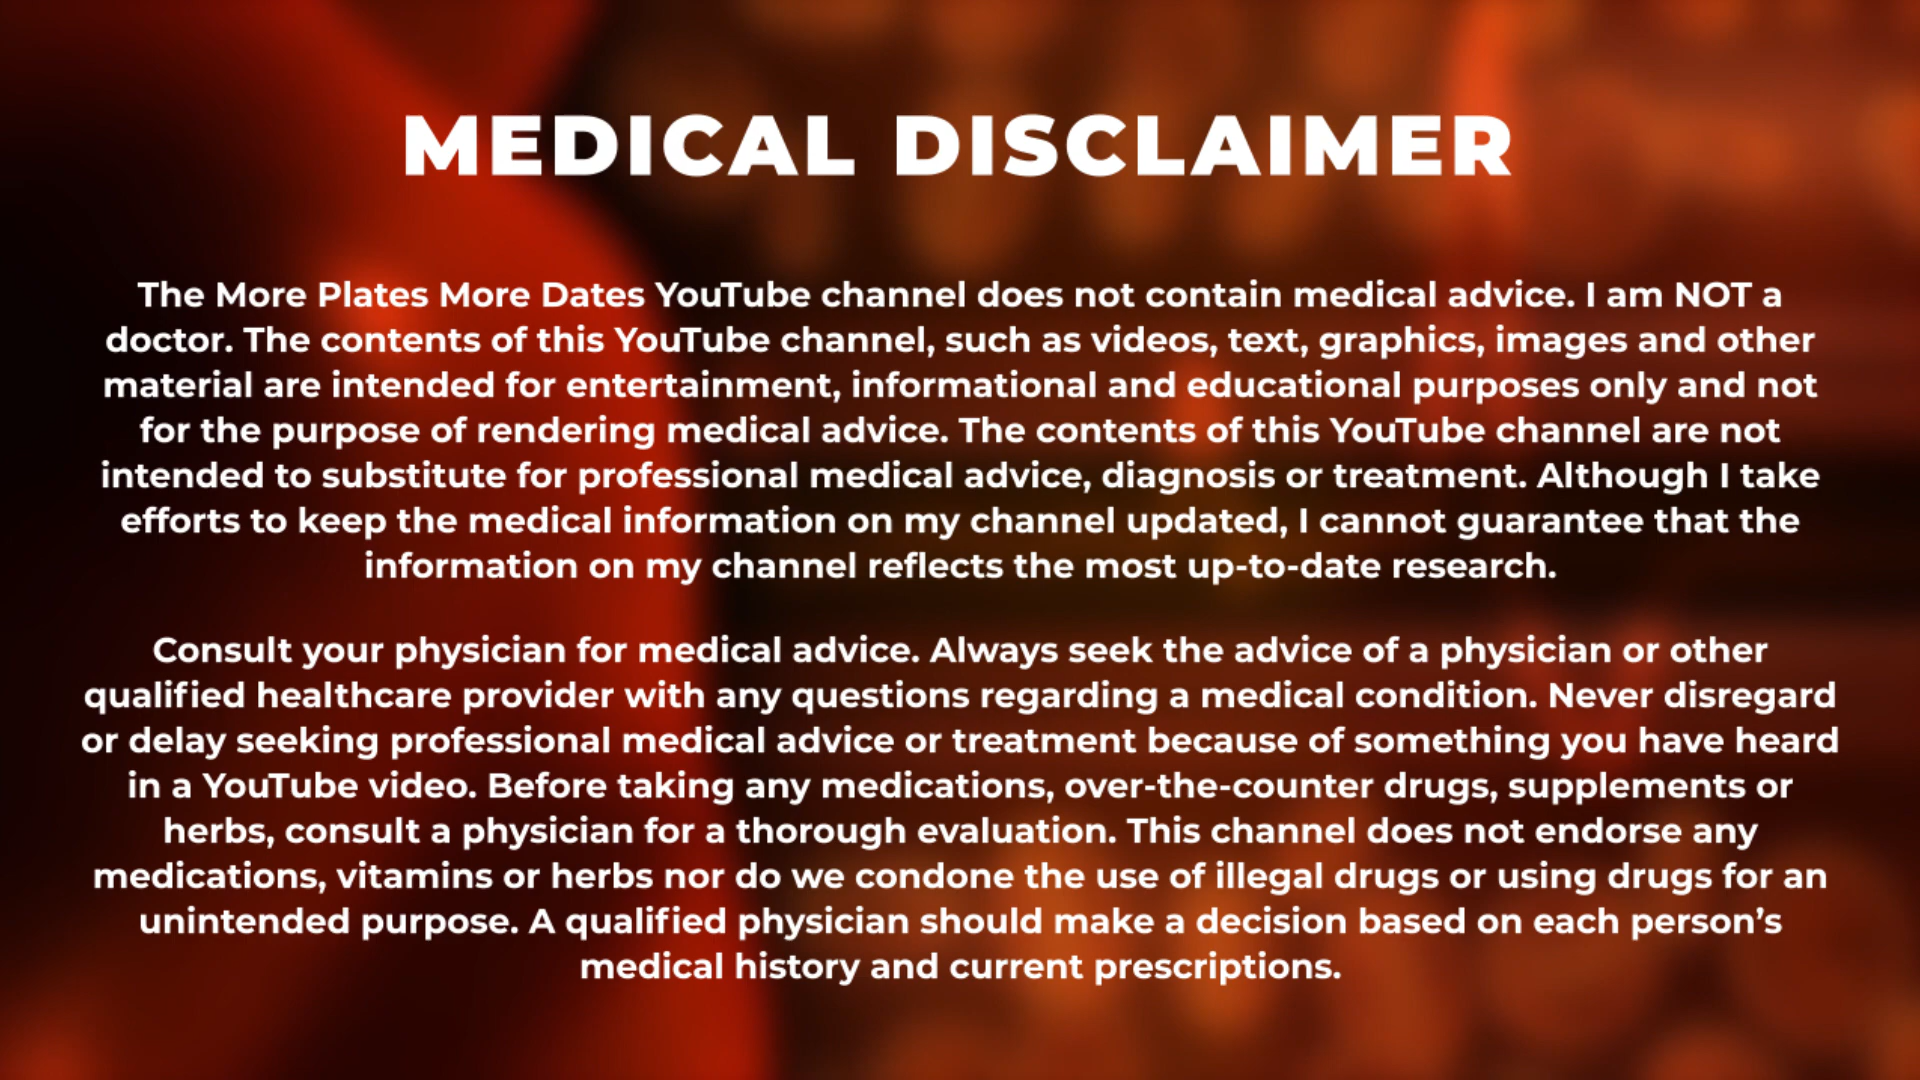 MEDICAL DISCLAIMER
The More Plates More Dates YouTube channel does not contain medical advice. I am NOT a
doctor. The contents of this YouTube channel, such as videos, text, graphics, images and other
material are intended for entertainment, informational and educational purposes only and not
for the purpose of rendering medical advice. The contents of this YouTube channel are not
intended to substitute for professional medical advice, diagnosis or treatment. Although I take
efforts to keep the medical information on my channel updated, I cannot guarantee that the
information on my channel reflects the most up-to-date research.
Consult your physician for medical advice. Always seek the advice of a physician or other
qualified healthcare provider with any questions regarding a medical condition. Never disregard
or delay seeking professional medical advice or treatment because of something you have heard
in a YouTube video. Before taking any medications, over-the-counter drugs, supplements or
herbs, consult a physician for a thorough evaluation. This channel does not endorse any
medications, vitamins or herbs nor do we condone the use of illegal drugs or using drugs for an
unintended purpose. A qualified physician should make a decision based on each person’s
medical history and current prescriptions.